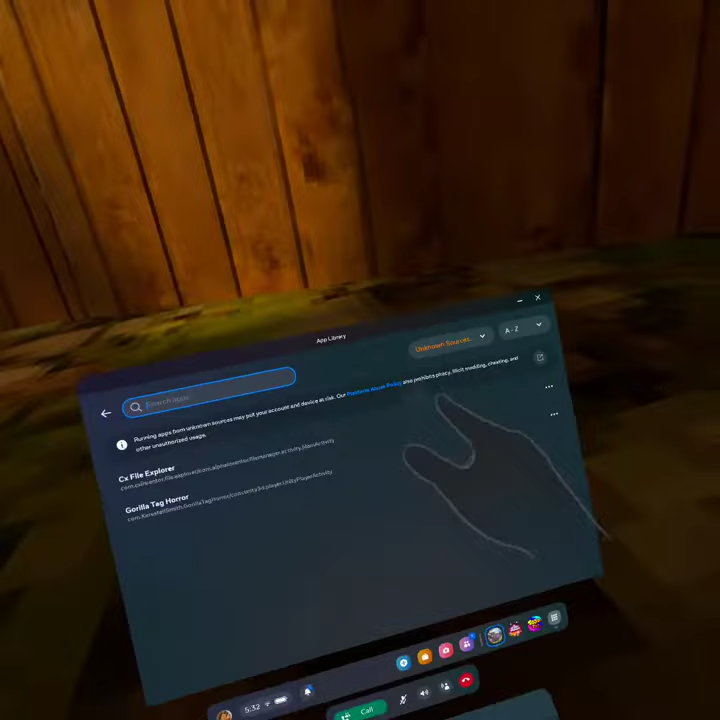 App Library
Unknown Sources
A - Z
Search apps
Running apps from unknown sources may put your account and device at risk. Our Platform Abuse Policy also prohibits piracy, illicit modding, cheating, and
other unauthorized usage.
Cx File Explorer
Gorilla Tag Horror
5:32
Call